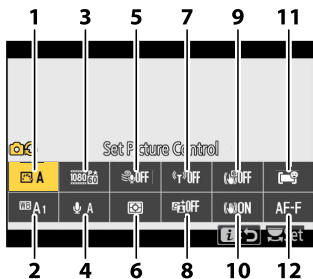 1 3 5 7 9 11
Set Picture Control
A 1080 60 OFF OFF OFF
WB A1 A OFF ON AF-F
i set
2 4 6 8 10 12